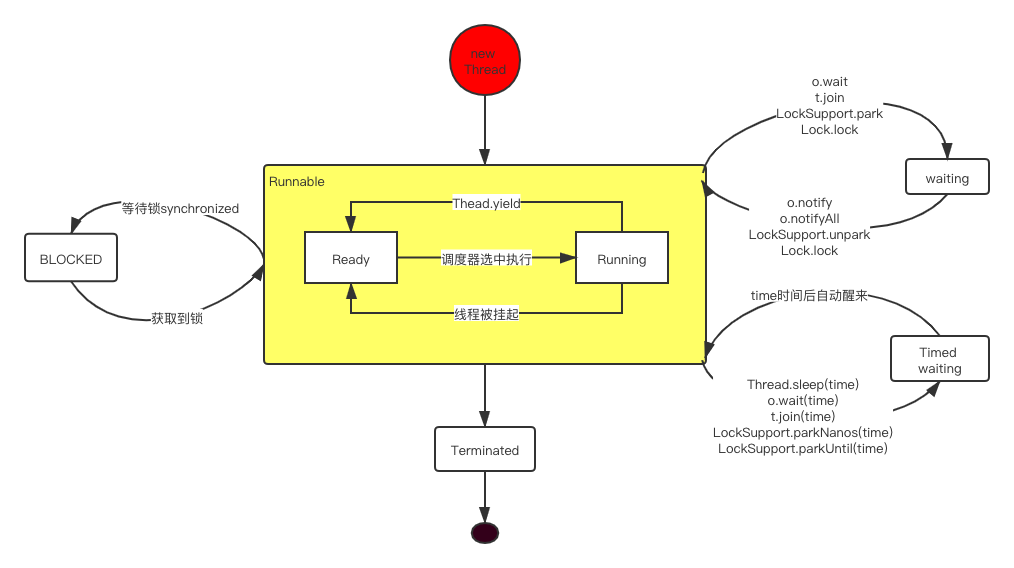 new
Thread
o.wait
t.join
LockSupport.park
Lock.lock
waiting
Runnable
等待锁synchronized
Thead.yield
o.notify
o.notifyAll
LockSupport.unpark
Lock.lock
BLOCKED
Ready
调度器选中执行
Running
time时间后自动醒来
获取到锁
线程被挂起
Timed
waiting
Thread.sleep(time)
o.wait(time)
t.join(time)
LockSupport.parkNanos(time)
LockSupport.parkUntil(time)
Terminated